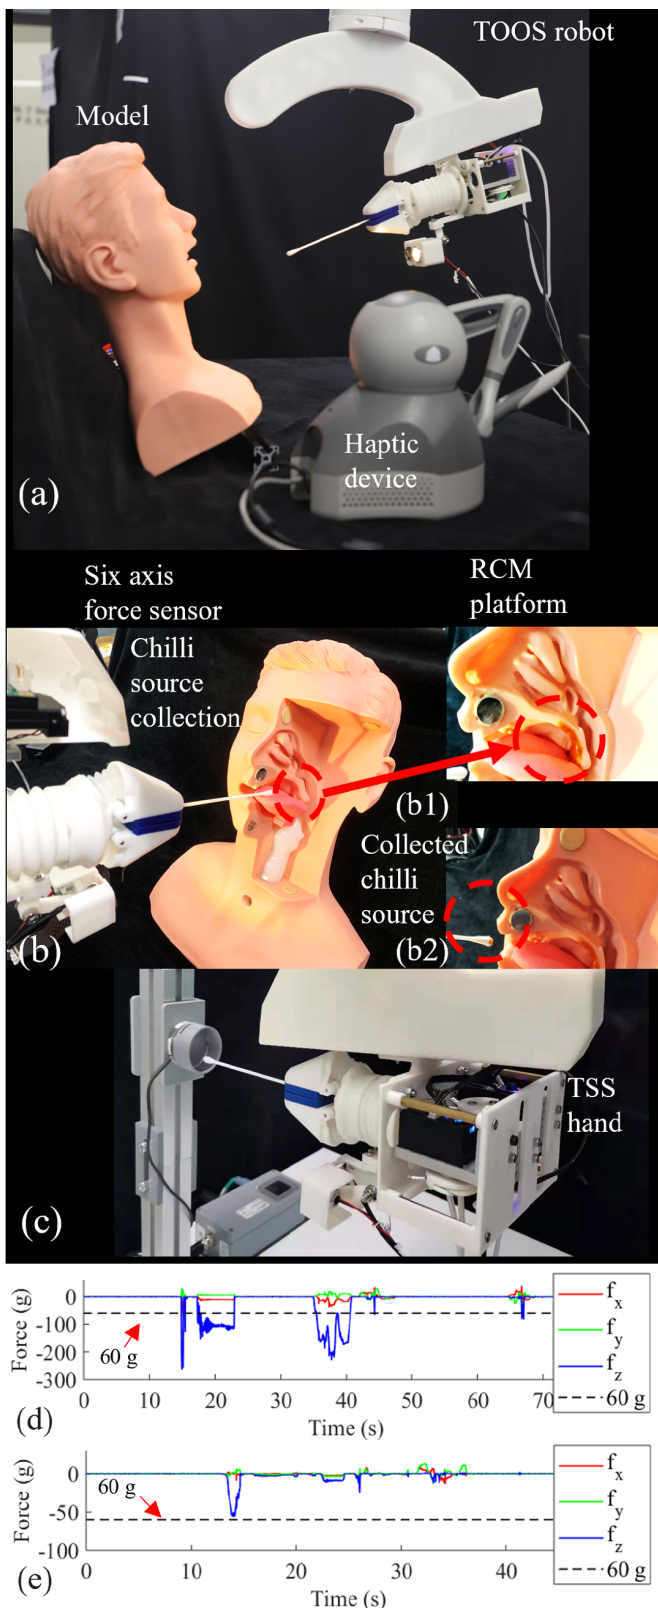 TOOS robot
Model
Haptic
device
(a)
Six axis
force sensor
RCM
platform
Chilli
source
collection
(b1)
Collected
chilli
source
(b)
(b2)
TSS
hand
(c)
Force (g)
0
-100
-200
-300
60 g
0 10 20 30 40 50 60 70
Time (s)
f_x
f_y
f_z
60 g
(d)
Force (g)
0
-50
-100
60 g
0 10 20 30 40
Time (s)
f_x
f_y
f_z
60 g
(e)